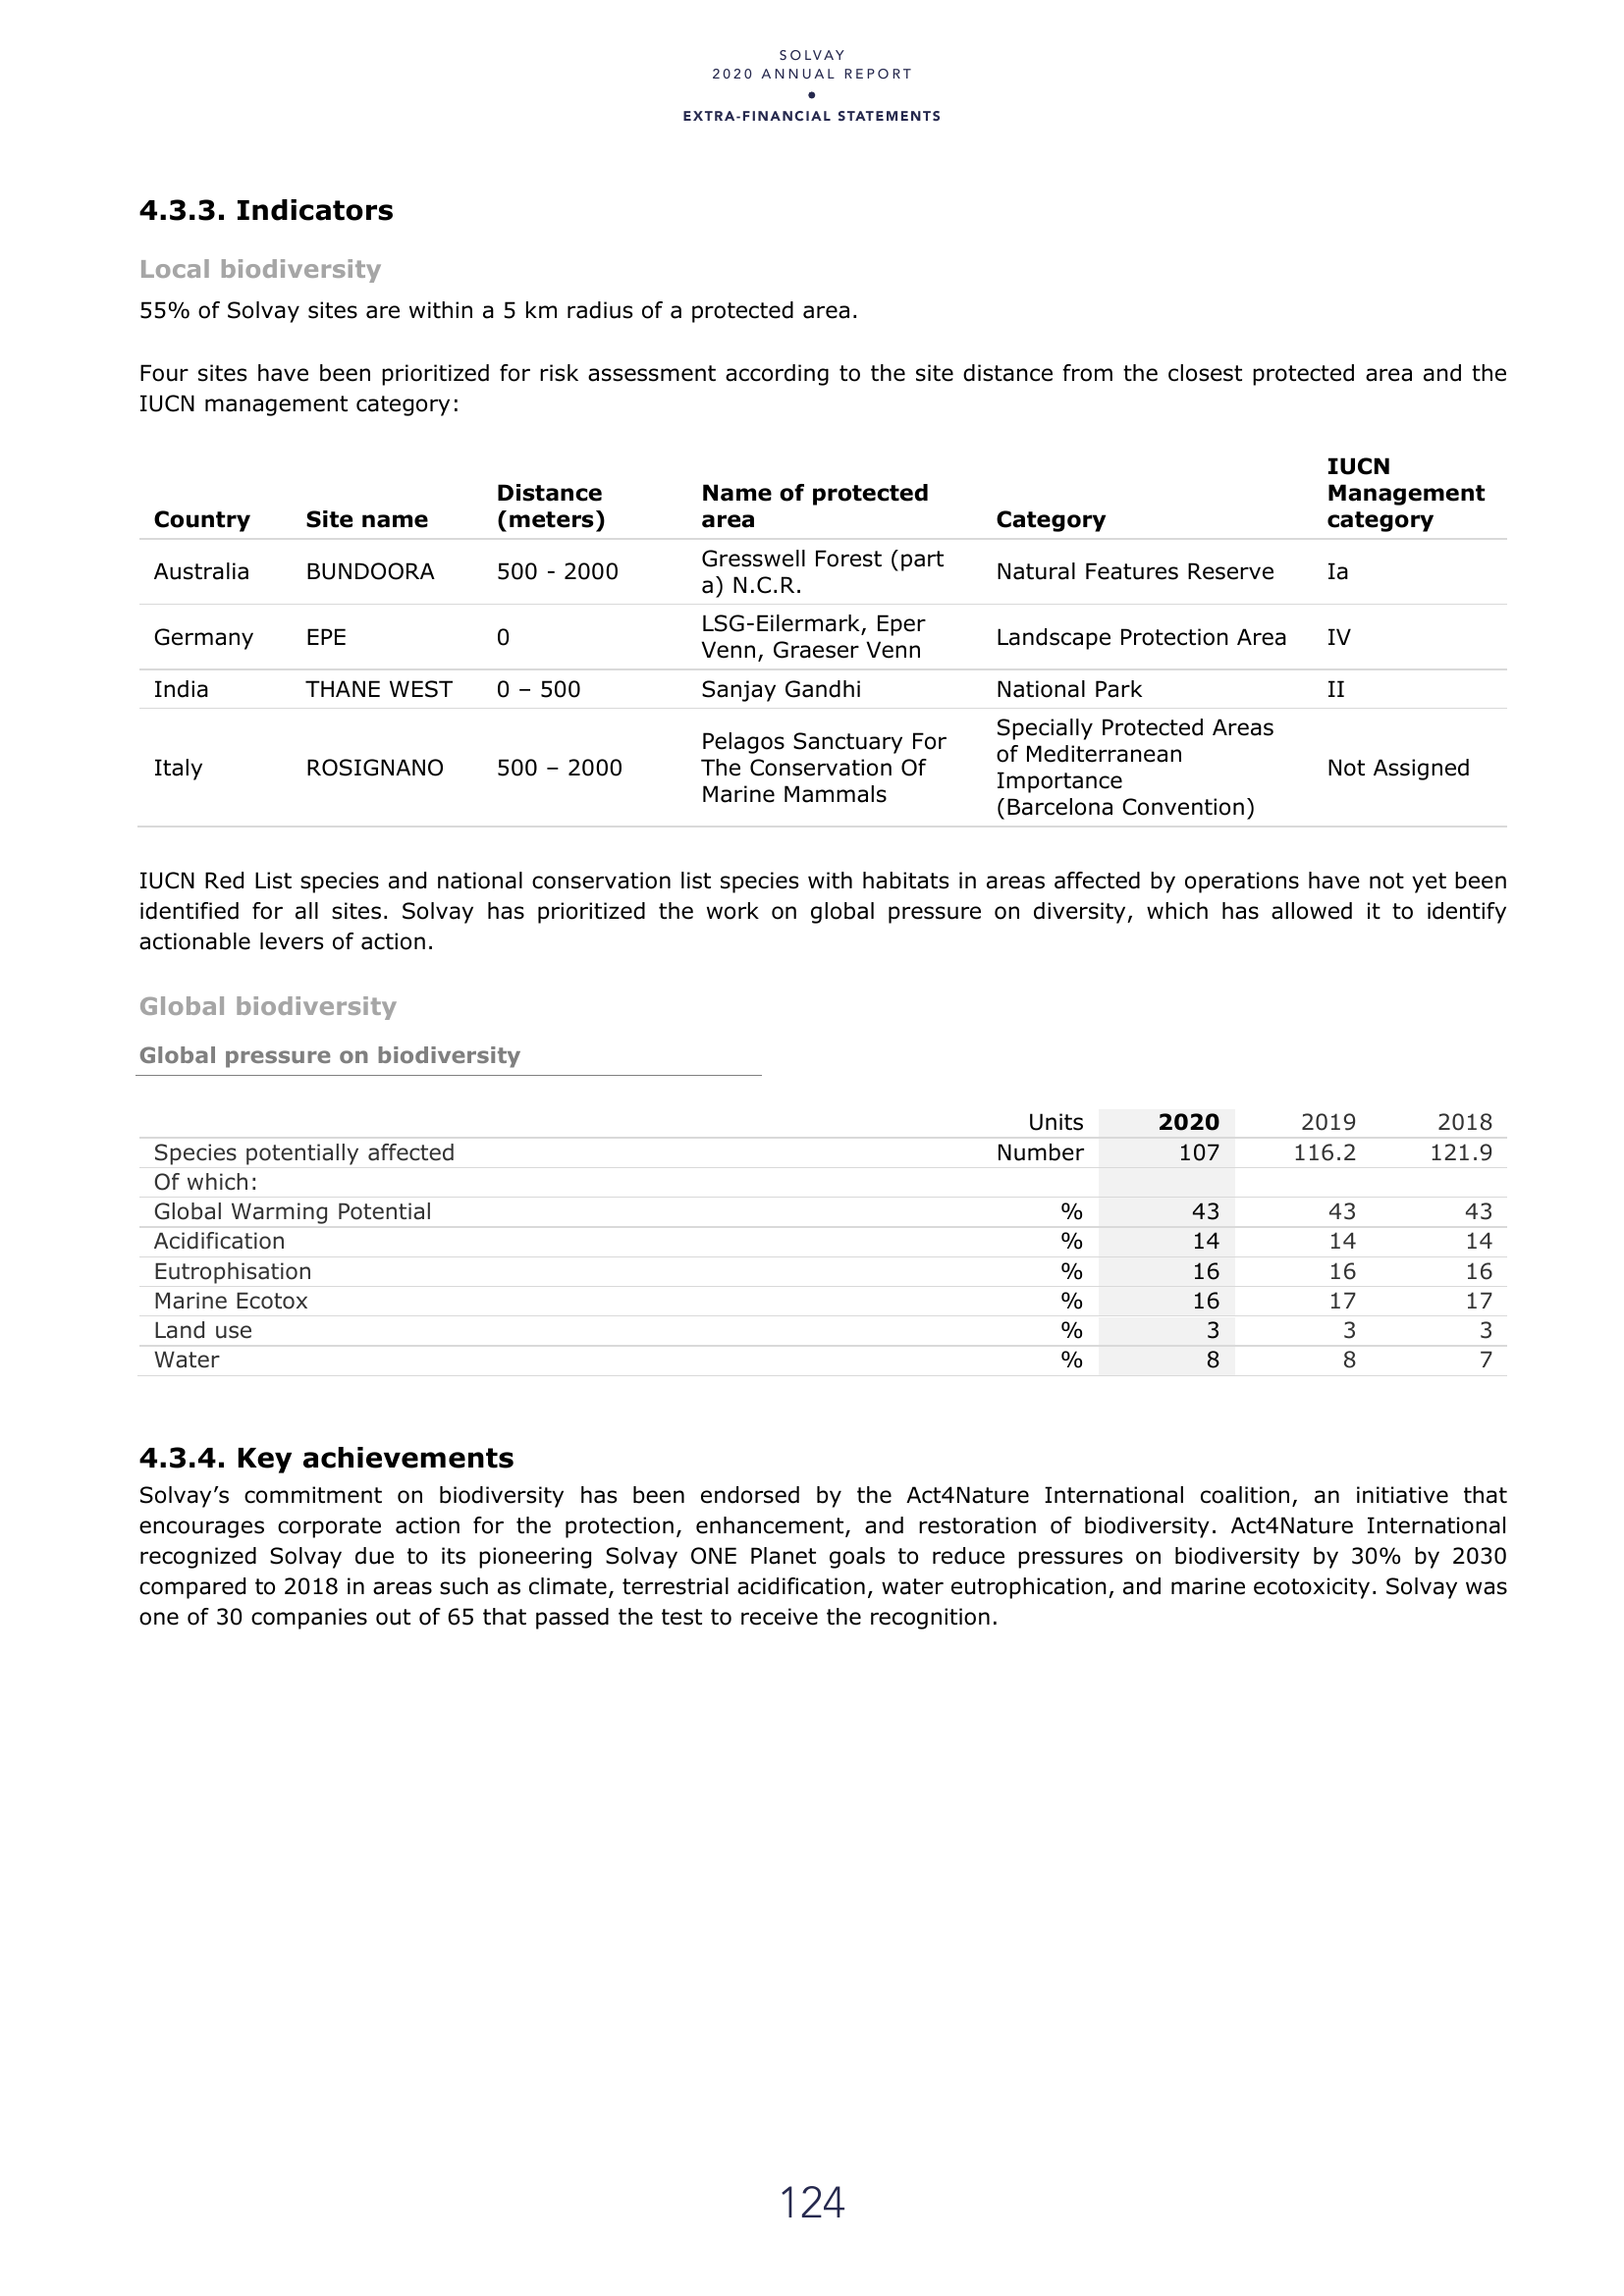 SOLVAY
2020 ANNUAL REPORT
•
EXTRA-FINANCIAL STATEMENTS
4.3.3. Indicators
Local biodiversity
55% of Solvay sites are within a 5 km radius of a protected area.
Four sites have been prioritized for risk assessment according to the site distance from the closest protected area and the
IUCN management category:
Country Site name Distance (meters) Name of protected area Category IUCN Management category
Australia BUNDOORA 500 - 2000 Gresswell Forest (part a) N.C.R. Natural Features Reserve Ia
Germany EPE 0 LSG-Eilermark, Eper Venn, Graeser Venn Landscape Protection Area IV
India THANE WEST 0 – 500 Sanjay Gandhi National Park II
Italy ROSIGNANO 500 – 2000 Pelagos Sanctuary For The Conservation Of Marine Mammals Specially Protected Areas of Mediterranean Importance (Barcelona Convention) Not Assigned
IUCN Red List species and national conservation list species with habitats in areas affected by operations have not yet been
identified for all sites. Solvay has prioritized the work on global pressure on diversity, which has allowed it to identify
actionable levers of action.
Global biodiversity
Global pressure on biodiversity
Units 2020 2019 2018
Species potentially affected Number 107 116.2 121.9
Of which:
Global Warming Potential % 43 43 43
Acidification % 14 14 14
Eutrophisation % 16 16 16
Marine Ecotox % 16 17 17
Land use % 3 3 3
Water % 8 8 7
4.3.4. Key achievements
Solvay’s commitment on biodiversity has been endorsed by the Act4Nature International coalition, an initiative that
encourages corporate action for the protection, enhancement, and restoration of biodiversity. Act4Nature International
recognized Solvay due to its pioneering Solvay ONE Planet goals to reduce pressures on biodiversity by 30% by 2030
compared to 2018 in areas such as climate, terrestrial acidification, water eutrophication, and marine ecotoxicity. Solvay was
one of 30 companies out of 65 that passed the test to receive the recognition.
124